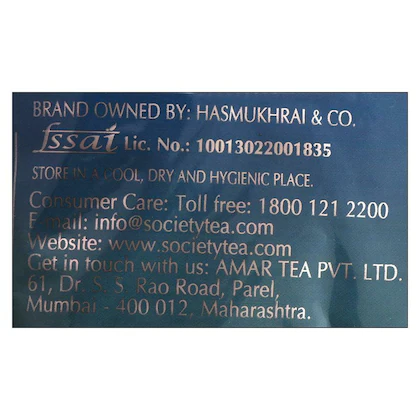 BRAND OWNED BY: HASMUKHRAI & CO.
fssai Lic. No.: 10013022001835
STORE IN A COOL, DRY AND HYGIENIC PLACE.
Consumer Care: Toll free: 1800 121 2200
E-mail: info@societytea.com
Website: www.societytea.com
Get in touch with us: AMAR TEA PVT. LTD.
61, Dr. S. S. Rao Road, Parel,
Mumbai - 400 012, Maharashtra.